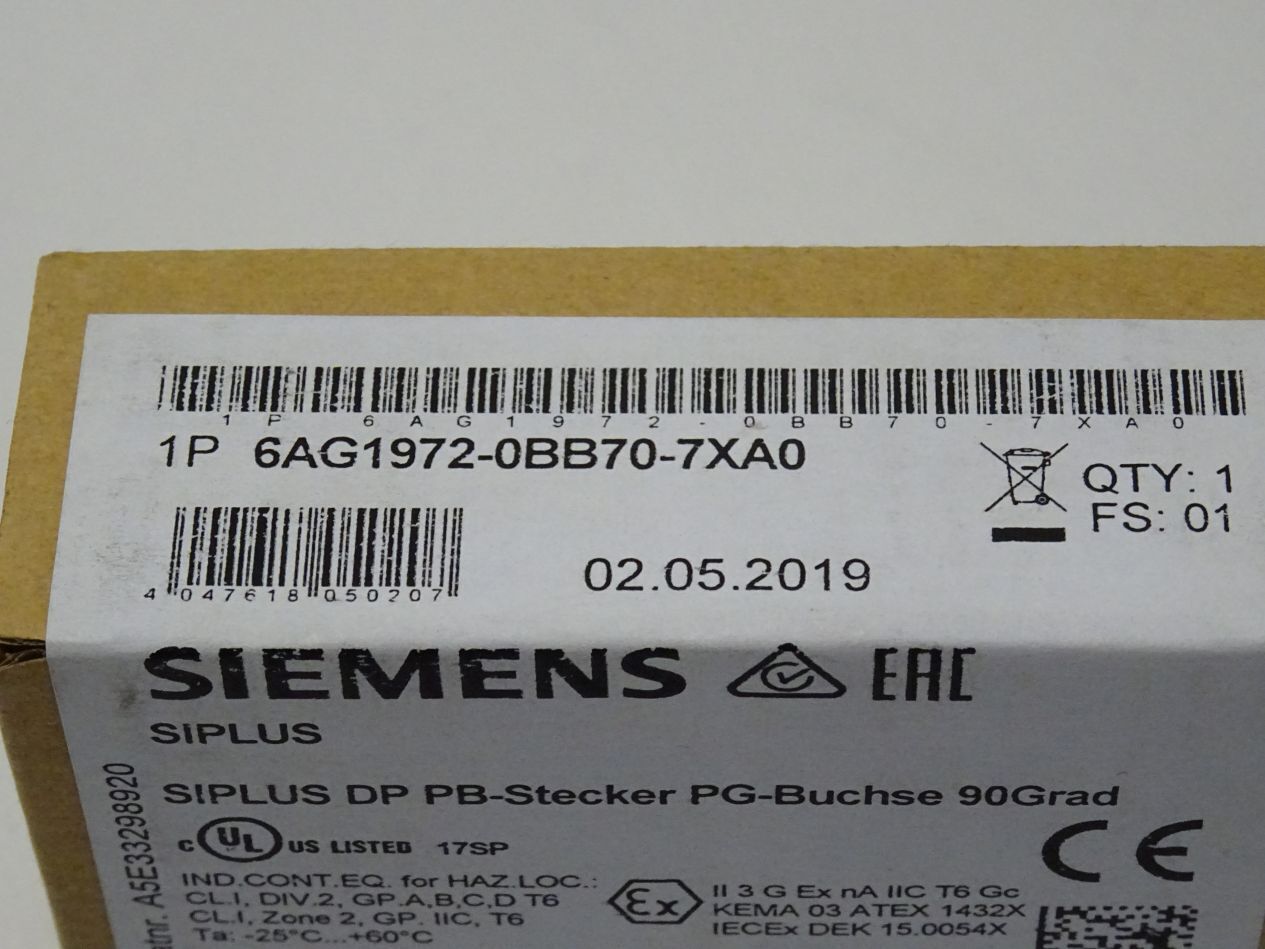 1P 6AG1972-0BB70-7XA0
1P 6AG1972-0BB70-7XA0
QTY: 1
FS: 01
4 047618 050207
02.05.2019
SIEMENS
EAC
SIPLUS
SIPLUS DP PB-Stecker PG-Buchse 90Grad
c UL US LISTED 17SP
CE
IND.CONT.EQ. for HAZ.LOC.:
CL.I, DIV.2, GP.A,B,C,D T6
CL.I, Zone 2, GP. IIC, T6
Ta: -25°C...+60°C
Ex
II 3 G Ex nA IIC T6 Gc
KEMA 03 ATEX 1432X
IECEx DEK 15.0054X
A5E33298920